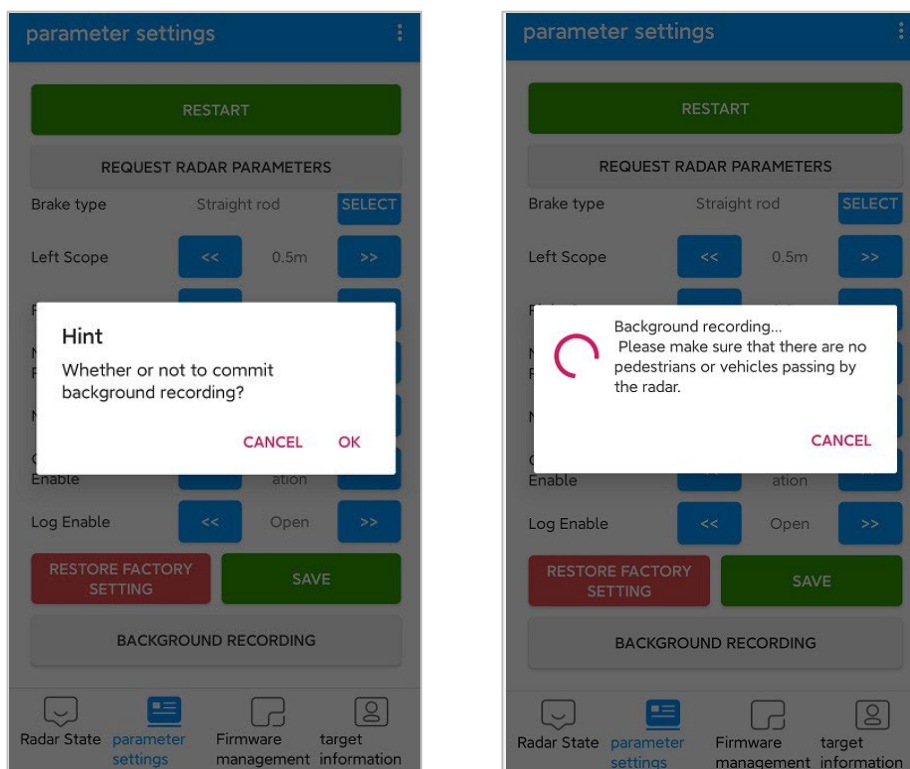 parameter settings
RESTART
REQUEST RADAR PARAMETERS
Brake type Straight rod SELECT
Left Scope << 0.5m >>
Hint
Whether or not to commit
background recording?
CANCEL OK
Enable ation
Log Enable << Open >>
RESTORE FACTORY
SETTING
SAVE
BACKGROUND RECORDING
Radar State
parameter
settings
Firmware
management
target
information
parameter settings
RESTART
REQUEST RADAR PARAMETERS
Brake type Straight rod SELECT
Left Scope << 0.5m >>
Background recording...
Please make sure that there are no
pedestrians or vehicles passing by
the radar.
CANCEL
Enable ation
Log Enable << Open >>
RESTORE FACTORY
SETTING
SAVE
BACKGROUND RECORDING
Radar State
parameter
settings
Firmware
management
target
information